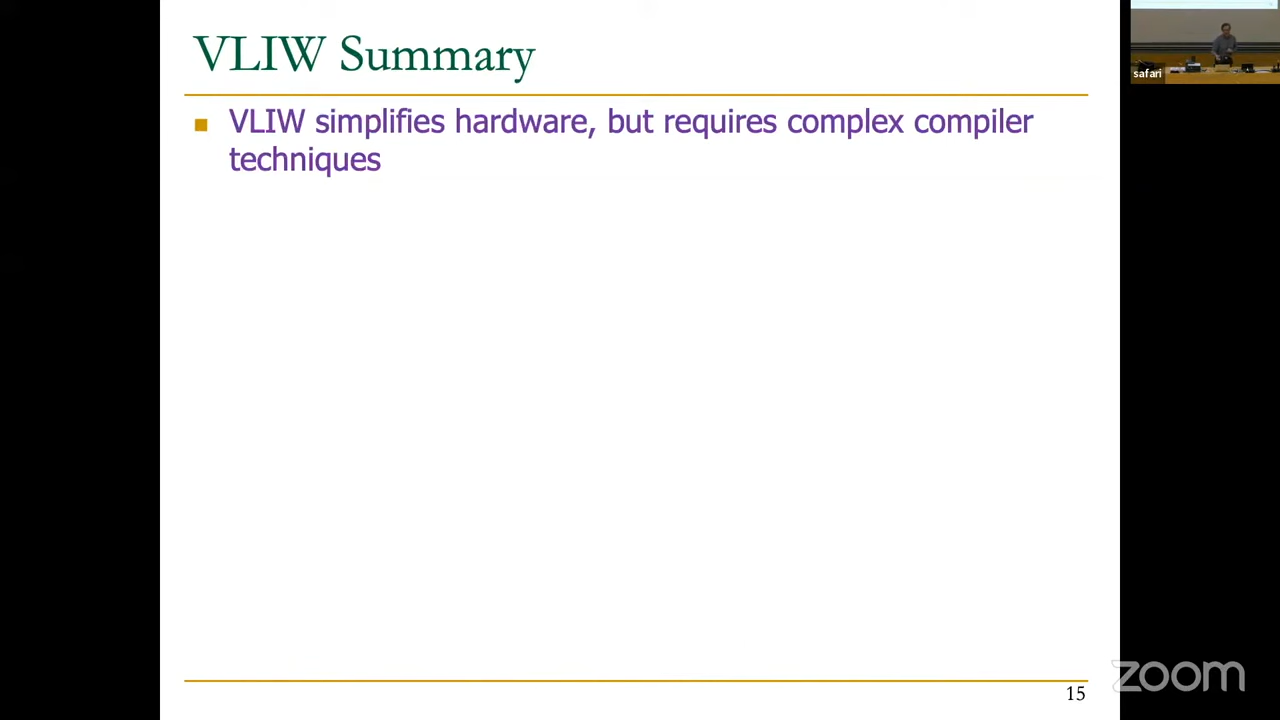 VLIW Summary
VLIW simplifies hardware, but requires complex compiler
techniques
15
safari
zoom